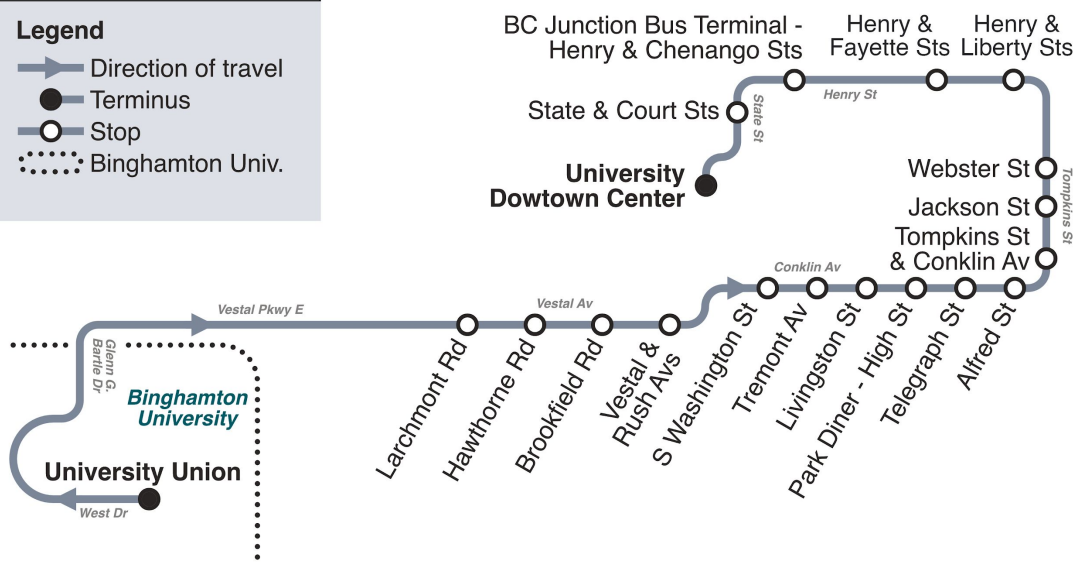 Legend
Direction of travel
Terminus
Stop
Binghamton Univ.
BC Junction Bus Terminal -
Henry & Chenango Sts
Henry &
Fayette Sts
Henry &
Liberty Sts
State & Court Sts
State St
Henry St
University
Dowtown Center
Webster St
Jackson St
Tompkins St
& Conklin Av
Tompkins St
Conklin Av
Vestal Pkwy E
Vestal Av
Larchmont Rd
Hawthorne Rd
Brookfield Rd
Vestal &
Rush Avs
S Washington St
Tremont Av
Livingston St
Park Diner - High St
Telegraph St
Alfred St
Glenn G.
Bartle Dr
Binghamton
University
University Union
West Dr